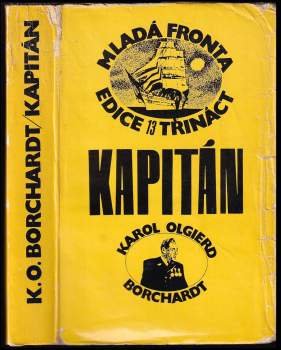 K. O. BORCHARDT/KAPITÁN
MLADÁ FRONTA
EDICE 13 TŘINÁCT
KAPITÁN
KAROL OLGIERD
BORCHARDT